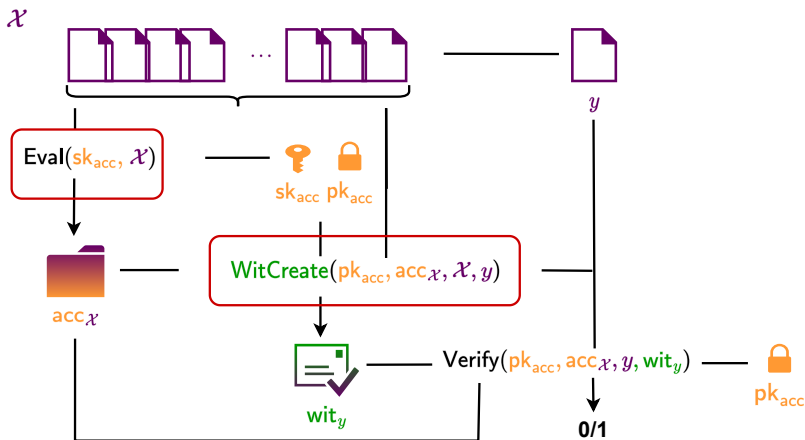 𝒳
...
y
Eval(sk_acc, 𝒳)
sk_acc pk_acc
WitCreate(pk_acc, acc_𝒳, 𝒳, y)
acc_𝒳
Verify(pk_acc, acc_𝒳, y, wit_y)
pk_acc
wit_y
0/1